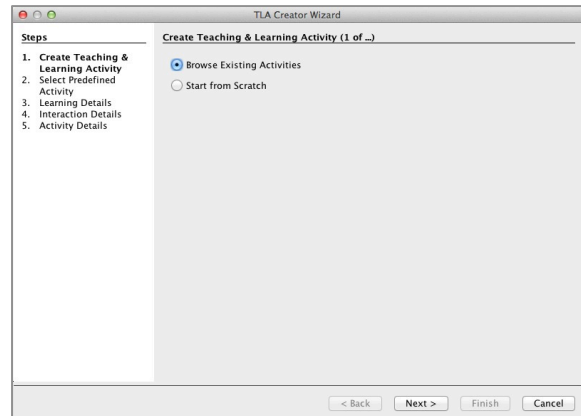 TLA Creator Wizard
Steps
1. Create Teaching &
Learning Activity
2. Select Predefined
Activity
3. Learning Details
4. Interaction Details
5. Activity Details
Create Teaching & Learning Activity (1 of ...)
Browse Existing Activities
Start from Scratch
< Back
Next >
Finish
Cancel